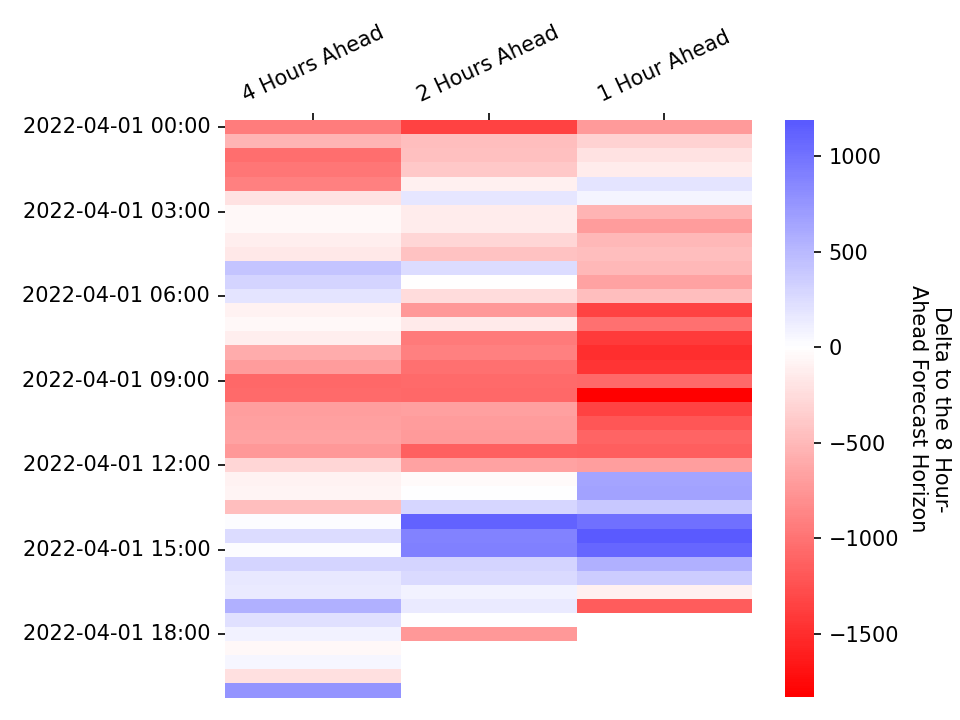 4 Hours Ahead
2 Hours Ahead
1 Hour Ahead
2022-04-01 00:00
2022-04-01 03:00
2022-04-01 06:00
2022-04-01 09:00
2022-04-01 12:00
2022-04-01 15:00
2022-04-01 18:00
1000
500
0
−500
−1000
−1500
Delta to the 8 Hour-
Ahead Forecast Horizon